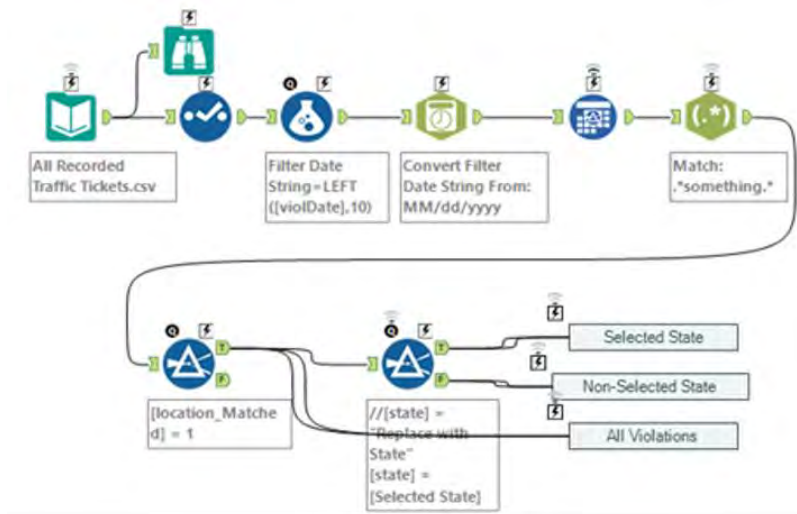 Q
All Recorded
Traffic Tickets.csv
Filter Date
String=LEFT
([violDate],10)
Convert Filter
Date String From:
MM/dd/yyyy
(.*)
Match:
.*something.*
Q
T
F
[location_Matche
d] = 1
Q
T
F
//[state] =
"Replace with
State"
[state] =
[Selected State]
Selected State
Non-Selected State
All Violations